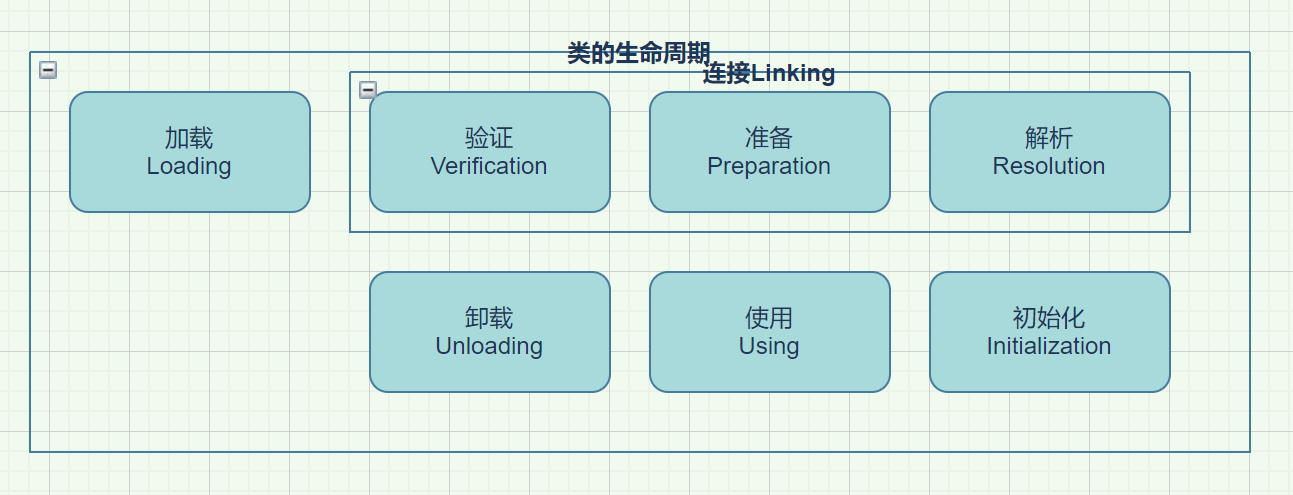 类的生命周期
连接Linking
加载
Loading
验证
Verification
准备
Preparation
解析
Resolution
卸载
Unloading
使用
Using
初始化
Initialization